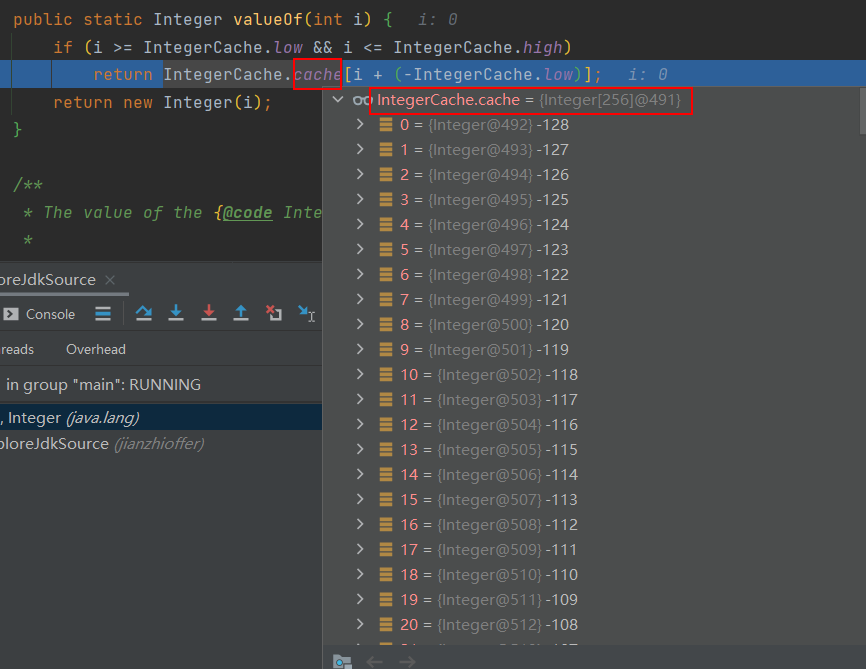 public static Integer valueOf(int i) {   i: 0
if (i >= IntegerCache.low && i <= IntegerCache.high)
return IntegerCache.cache[i + (-IntegerCache.low)];   i: 0
return new Integer(i);
}
/**
* The value of the {@code Inte
*
IntegerCache.cache = {Integer[256]@491}
0 = {Integer@492} -128
1 = {Integer@493} -127
2 = {Integer@494} -126
3 = {Integer@495} -125
4 = {Integer@496} -124
5 = {Integer@497} -123
6 = {Integer@498} -122
7 = {Integer@499} -121
8 = {Integer@500} -120
9 = {Integer@501} -119
10 = {Integer@502} -118
11 = {Integer@503} -117
12 = {Integer@504} -116
13 = {Integer@505} -115
14 = {Integer@506} -114
15 = {Integer@507} -113
16 = {Integer@508} -112
17 = {Integer@509} -111
18 = {Integer@510} -110
19 = {Integer@511} -109
20 = {Integer@512} -108
oreJdkSource
Console
reads   Overhead
in group "main": RUNNING
, Integer (java.lang)
ploreJdkSource (jianzhioffer)